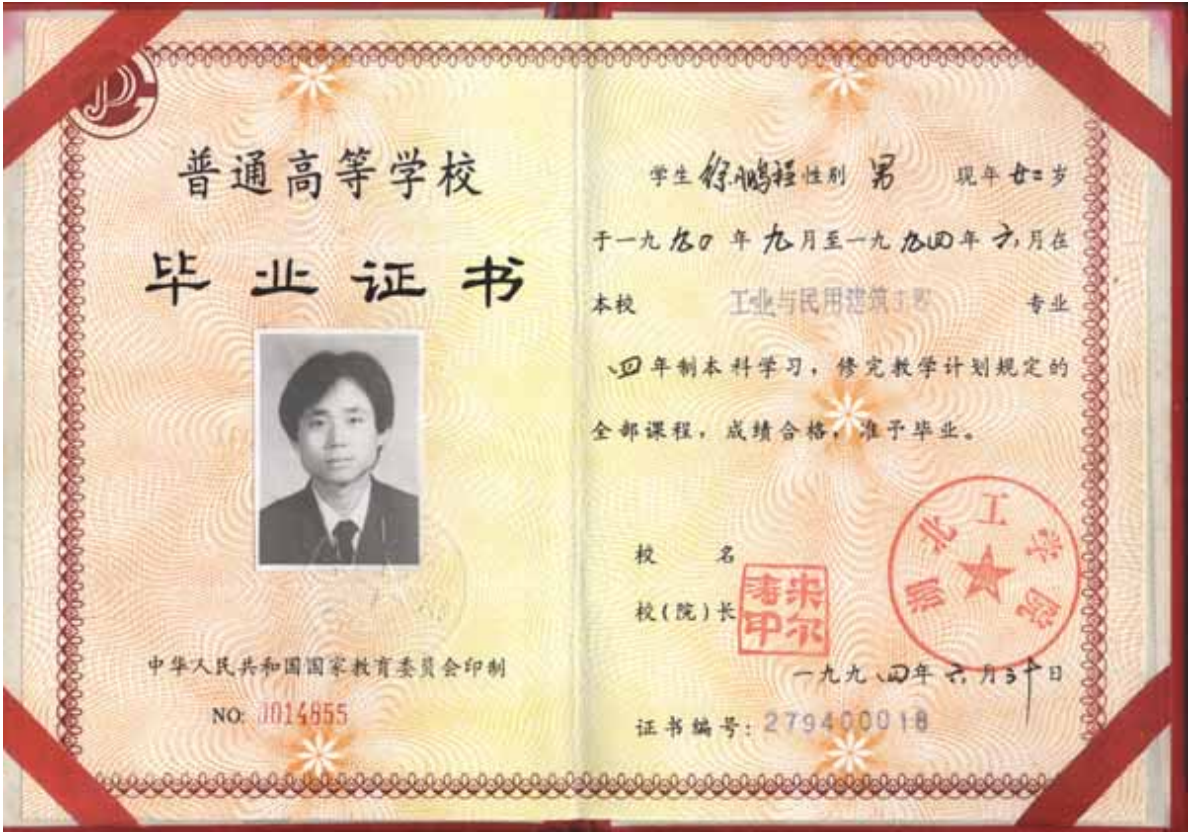 普通高等学校
毕业证书
中华人民共和国国家教育委员会印制
NO: 0014855
学生 徐鹏程 性别 男 现年 廿二 岁
于一九九0年九月至一九九四年六月在
本校 工业与民用建筑工程 专业
四年制本科学习，修完教学计划规定的
全部课程，成绩合格，准予毕业。
湖北工学院
校名
校(院)长
一九九四年六月三十日
证书编号: 279400018